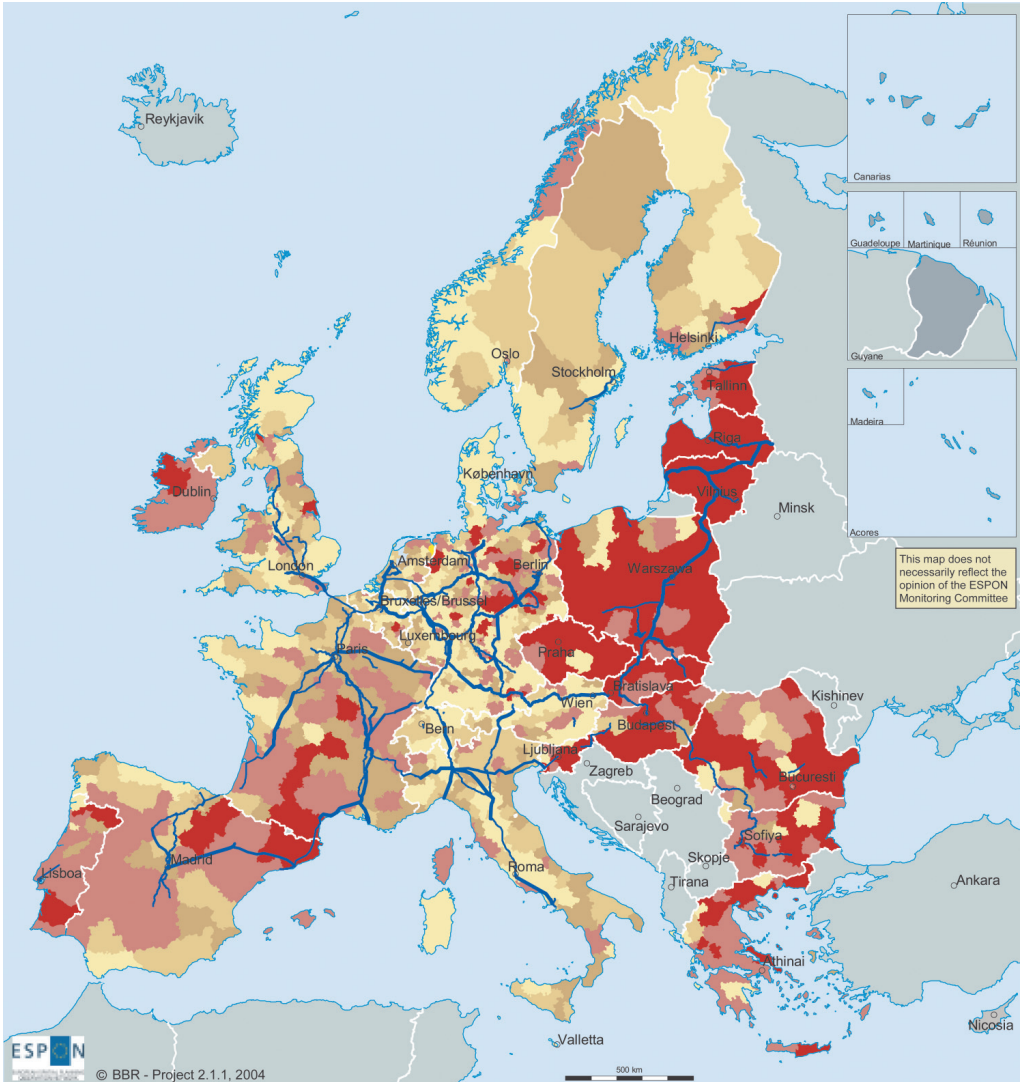 Reykjavik
Canarias
Guadeloupe
Martinique
Réunion
Guyane
Madeira
Acores
This map does not
necessarily reflect the
opinion of the ESPON
Monitoring Committee
Oslo
Helsinki
Stockholm
Tallinn
Riga
København
Vilnius
Dublin
Minsk
London
Amsterdam
Berlin
Warszawa
Bruxelles/Brussel
Luxembourg
Praha
Paris
Bratislava
Wien
Kishinev
Budapest
Bern
Ljubljana
Zagreb
Bucuresti
Beograd
Sarajevo
Sofiya
Skopje
Madrid
Lisboa
Roma
Tirana
Ankara
Athinai
Nicosia
Valletta
ESPON
© BBR - Project 2.1.1, 2004
500 km